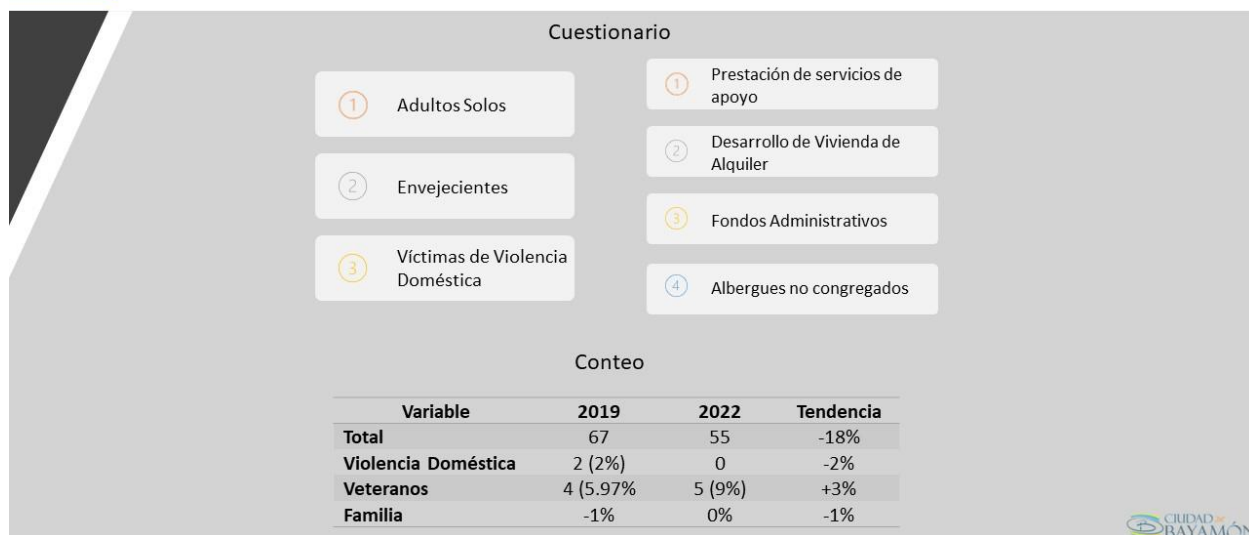 Cuestionario
1 Adultos Solos
2 Envejecientes
3 Víctimas de Violencia
Doméstica
1 Prestación de servicios de
apoyo
2 Desarrollo de Vivienda de
Alquiler
3 Fondos Administrativos
4 Albergues no congregados
Conteo
Variable 2019 2022 Tendencia
Total 67 55 -18%
Violencia Doméstica 2 (2%) 0 -2%
Veteranos 4 (5.97% 5 (9%) +3%
Familia -1% 0% -1%
CIUDAD de
BAYAMÓN